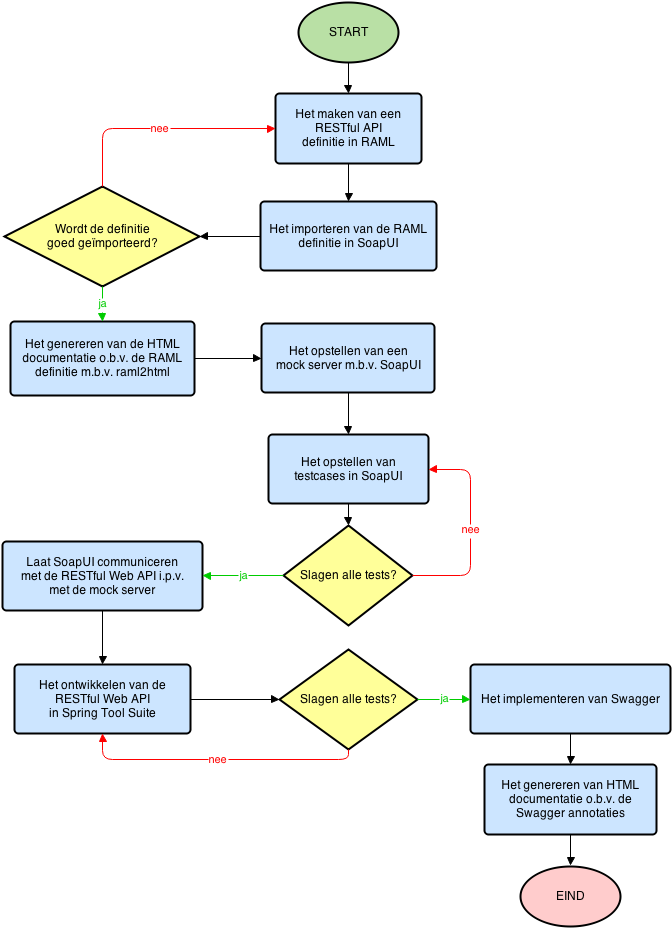 START
Het maken van een
RESTful API
definitie in RAML
nee
Het importeren van de RAML
definitie in SoapUI
Wordt de definitie
goed geïmporteerd?
ja
Het genereren van de HTML
documentatie o.b.v. de RAML
definitie m.b.v. raml2html
Het opstellen van een
mock server m.b.v. SoapUI
Het opstellen van
testcases in SoapUI
nee
Slagen alle tests?
ja
Laat SoapUI communiceren
met de RESTful Web API i.p.v.
met de mock server
Het ontwikkelen van de
RESTful Web API
in Spring Tool Suite
Slagen alle tests?
nee
ja
Het implementeren van Swagger
Het genereren van HTML
documentatie o.b.v. de
Swagger annotaties
EIND